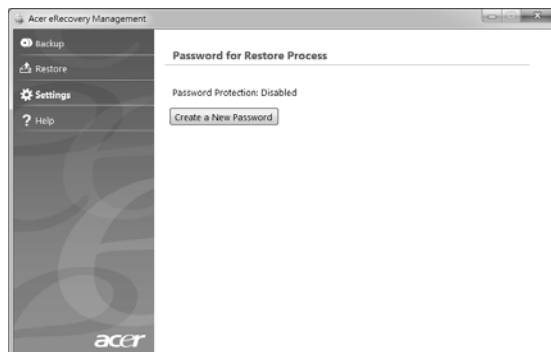 Acer eRecovery Management
Backup
Restore
Settings
? Help
Password for Restore Process
Password Protection: Disabled
Create a New Password
acer